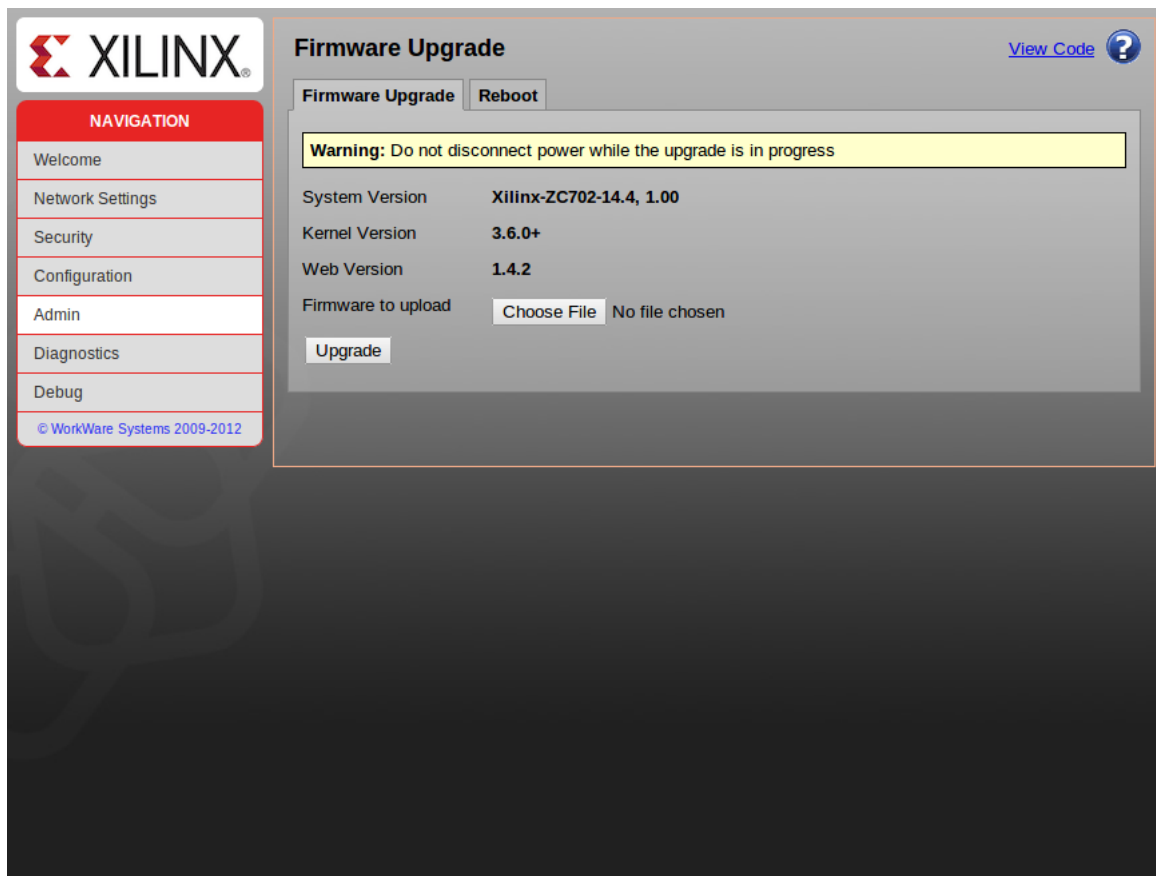 XILINX®
NAVIGATION
Welcome
Network Settings
Security
Configuration
Admin
Diagnostics
Debug
© WorkWare Systems 2009-2012
Firmware Upgrade
View Code ?
Firmware Upgrade Reboot
Warning: Do not disconnect power while the upgrade is in progress
System Version Xilinx-ZC702-14.4, 1.00
Kernel Version 3.6.0+
Web Version 1.4.2
Firmware to upload Choose File No file chosen
Upgrade